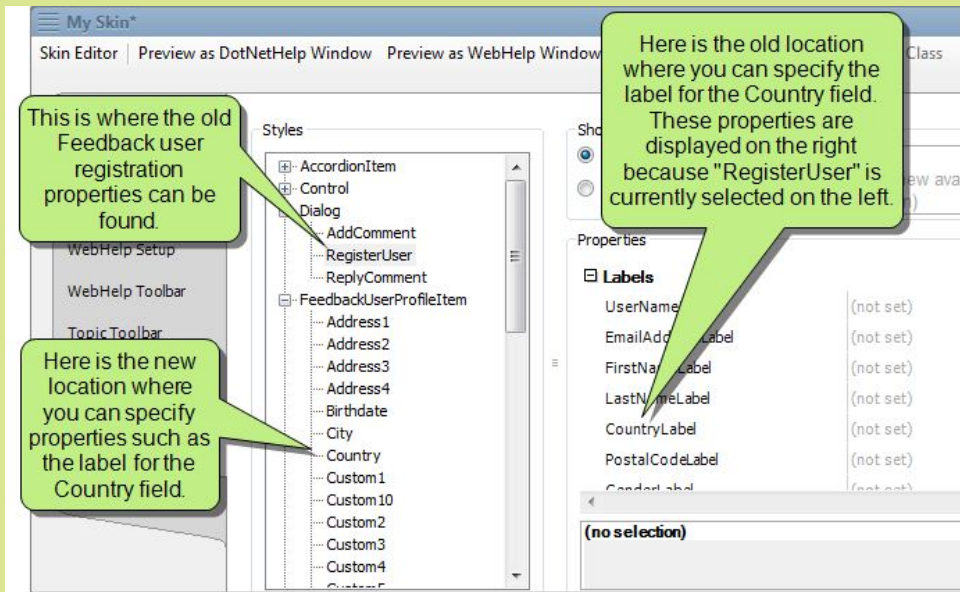 My Skin*
Skin Editor Preview as DotNetHelp Window Preview as WebHelp Window Class
Here is the old location
where you can specify the
label for the Country field.
These properties are
displayed on the right
because "RegisterUser" is
currently selected on the left.
This is where the old
Feedback user
registration
properties can be
found.
WebHelp Setup
WebHelp Toolbar
Topic Toolbar
Here is the new
location where
you can specify
properties such as
the label for the
Country field.
Styles
AccordionItem
Control
Dialog
AddComment
RegisterUser
ReplyComment
FeedbackUserProfileItem
Address1
Address2
Address3
Address4
Birthdate
City
Country
Custom1
Custom10
Custom2
Custom3
Custom4
Properties
Labels
UserName (not set)
(not set)
(not set)
(not set)
CountryLabel (not set)
PostalCodeLabel (not set)
GenderLabel (not set)
(no selection)